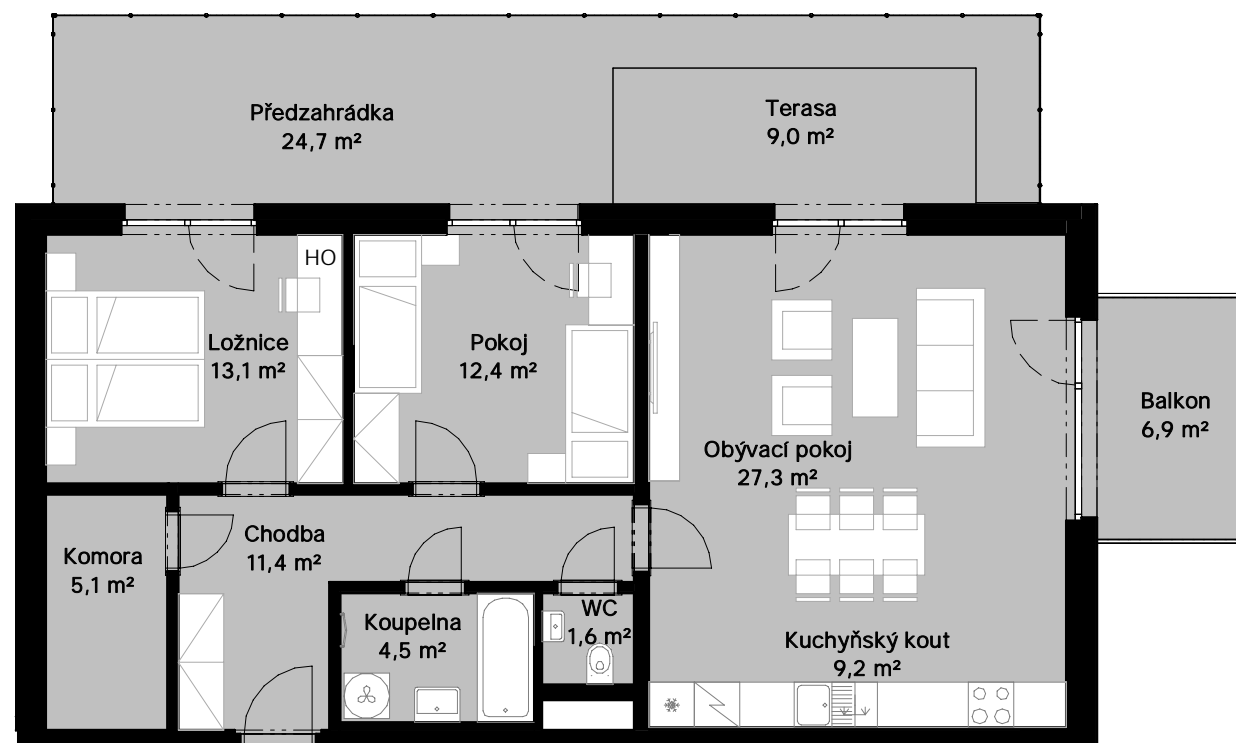 Předzahrádka
24,7 m²
Terasa
9,0 m²
HO
Ložnice
13,1 m²
Pokoj
12,4 m²
Obývací pokoj
27,3 m²
Balkon
6,9 m²
Komora
5,1 m²
Chodba
11,4 m²
Koupelna
4,5 m²
WC
1,6 m²
Kuchyňský kout
9,2 m²